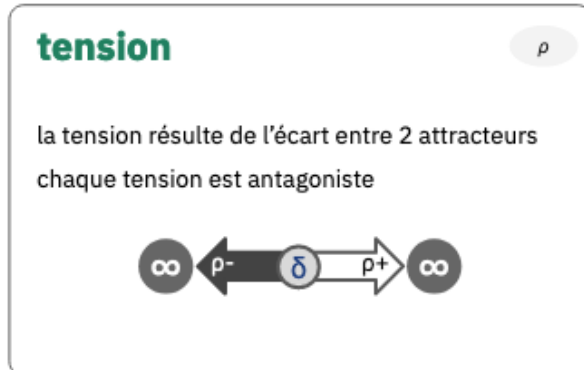 tension
ρ
la tension résulte de l’écart entre 2 attracteurs
chaque tension est antagoniste
∞ ρ- δ ρ+ ∞